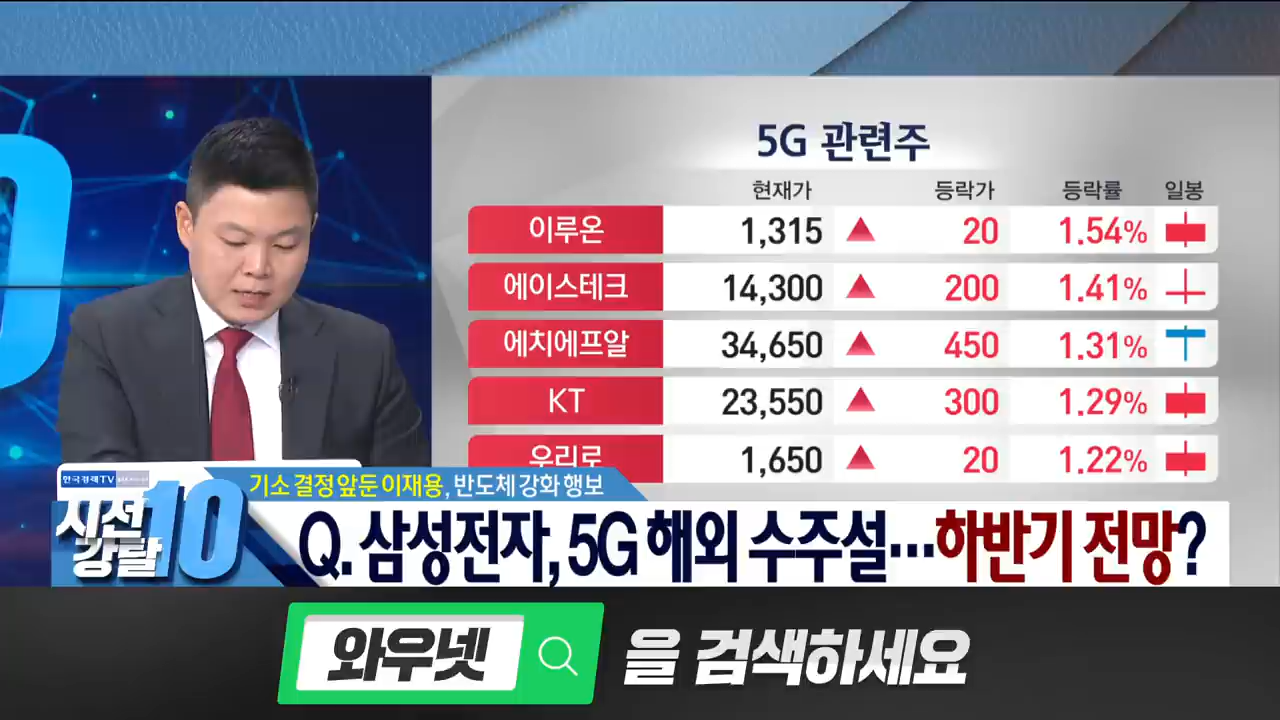 5G 관련주
현재가 등락가 등락률 일봉
이루온 1,315 ▲ 20 1.54%
에이스테크 14,300 ▲ 200 1.41%
에치에프알 34,650 ▲ 450 1.31%
KT 23,550 ▲ 300 1.29%
우리로 1,650 ▲ 20 1.22%
한국경제TV
기소 결정 앞둔 이재용, 반도체 강화 행보
시선
강탈
10
Q. 삼성전자, 5G 해외 수주설…하반기 전망?
와우넷 을 검색하세요